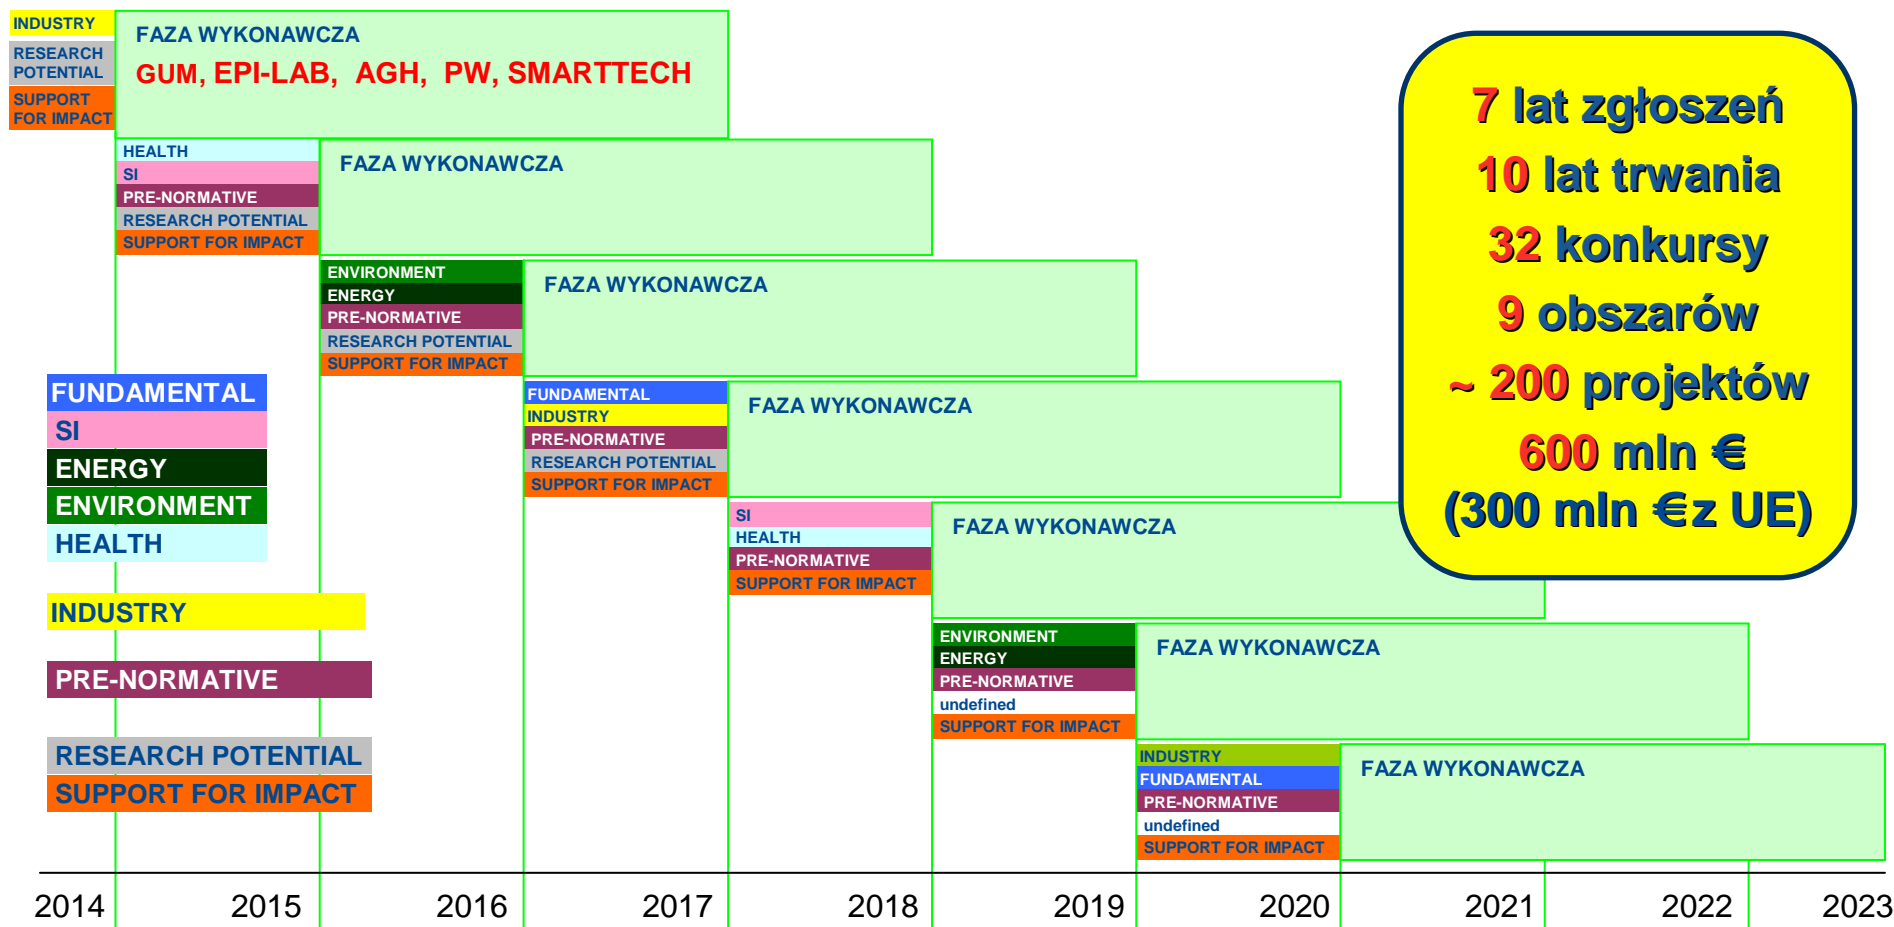 INDUSTRY
RESEARCH
POTENTIAL
SUPPORT
FOR IMPACT
FAZA WYKONAWCZA
GUM, EPI-LAB, AGH, PW, SMARTTECH
HEALTH
SI
PRE-NORMATIVE
RESEARCH POTENTIAL
SUPPORT FOR IMPACT
FAZA WYKONAWCZA
ENVIRONMENT
ENERGY
PRE-NORMATIVE
RESEARCH POTENTIAL
SUPPORT FOR IMPACT
FAZA WYKONAWCZA
FUNDAMENTAL
INDUSTRY
PRE-NORMATIVE
RESEARCH POTENTIAL
SUPPORT FOR IMPACT
FAZA WYKONAWCZA
SI
HEALTH
PRE-NORMATIVE
SUPPORT FOR IMPACT
FAZA WYKONAWCZA
ENVIRONMENT
ENERGY
PRE-NORMATIVE
undefined
SUPPORT FOR IMPACT
FAZA WYKONAWCZA
INDUSTRY
FUNDAMENTAL
PRE-NORMATIVE
undefined
SUPPORT FOR IMPACT
FAZA WYKONAWCZA
7 lat zgłoszeń
10 lat trwania
32 konkursy
9 obszarów
~ 200 projektów
600 mln €
(300 mln € z UE)
FUNDAMENTAL
SI
ENERGY
ENVIRONMENT
HEALTH
INDUSTRY
PRE-NORMATIVE
RESEARCH POTENTIAL
SUPPORT FOR IMPACT
2014 2015 2016 2017 2018 2019 2020 2021 2022 2023